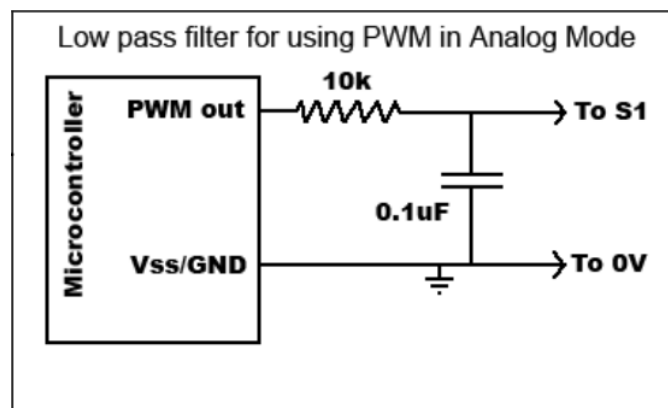 Low pass filter for using PWM in Analog Mode
10k
PWM out
To S1
Microcontroller
0.1uF
Vss/GND
To 0V